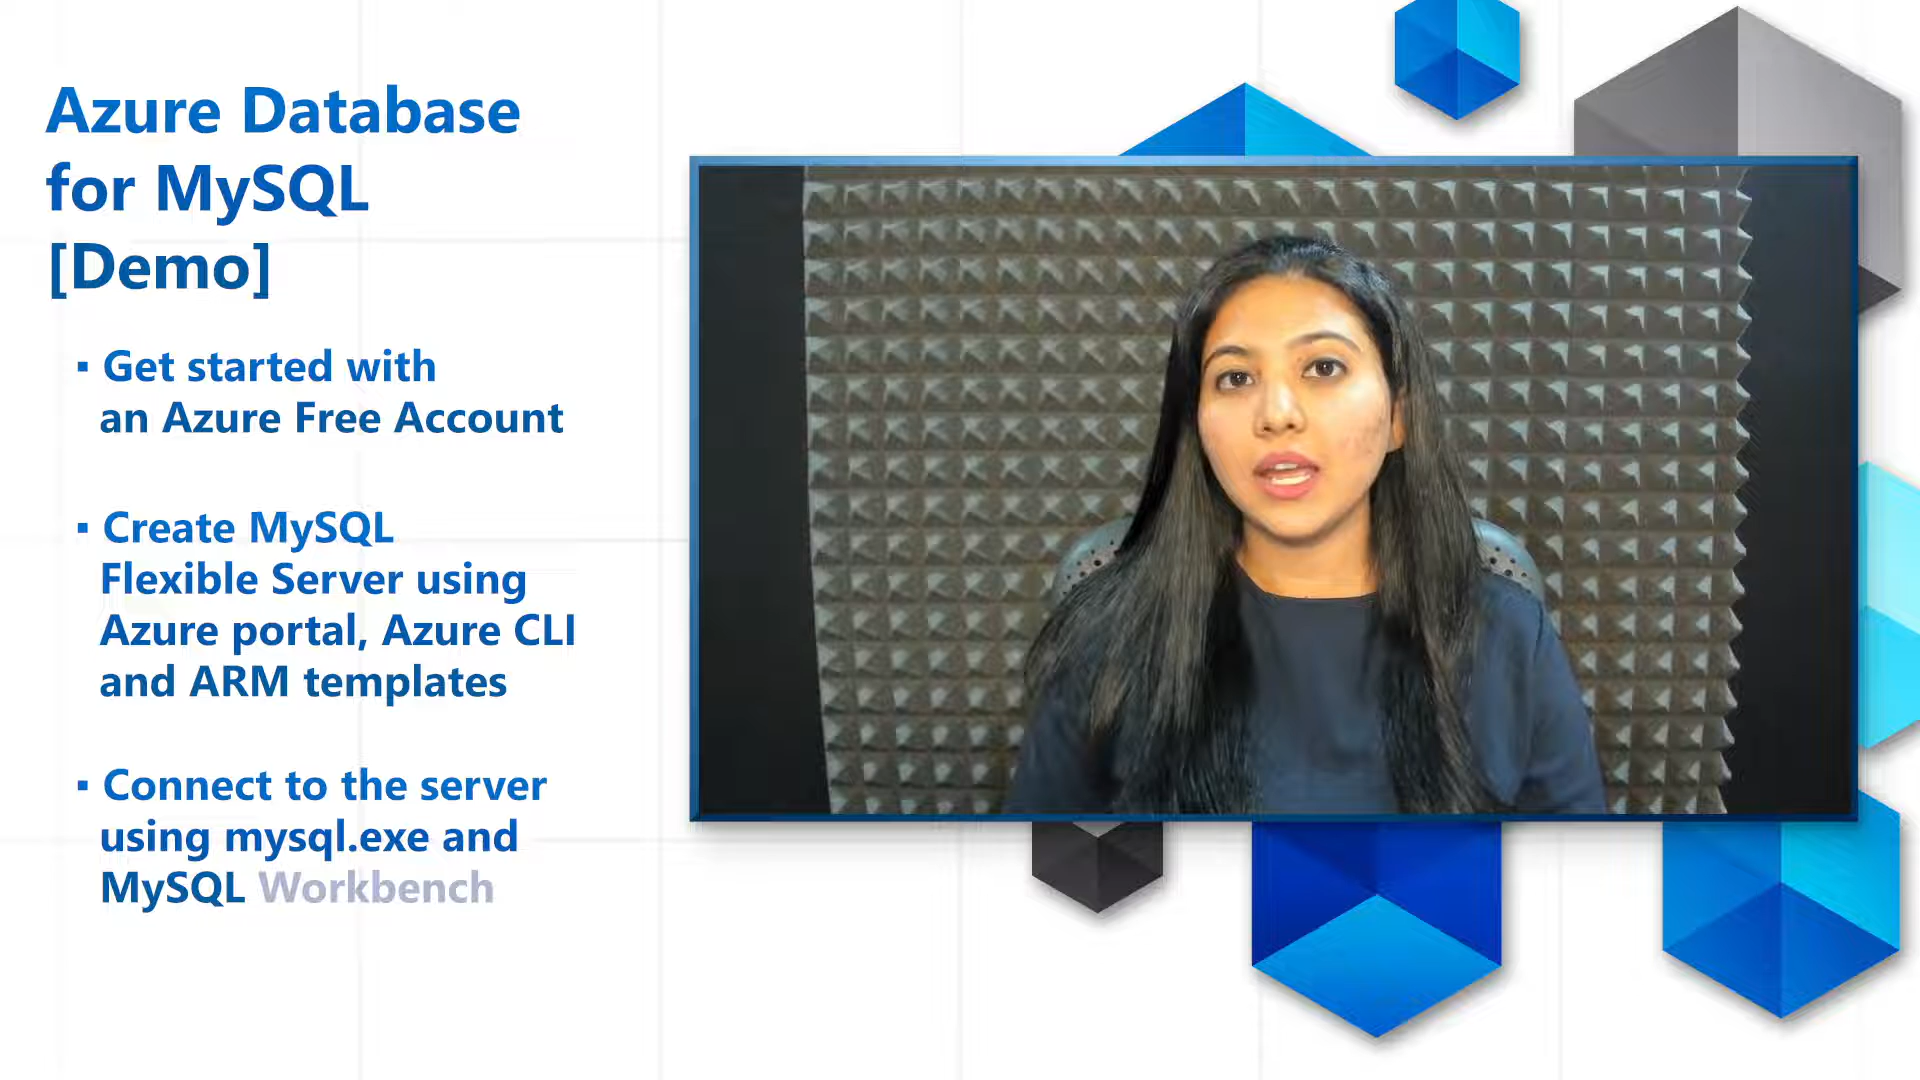 Azure Database
for MySQL
[Demo]
▪ Get started with
an Azure Free Account
▪ Create MySQL
Flexible Server using
Azure portal, Azure CLI
and ARM templates
▪ Connect to the server
using mysql.exe and
MySQL Workbench